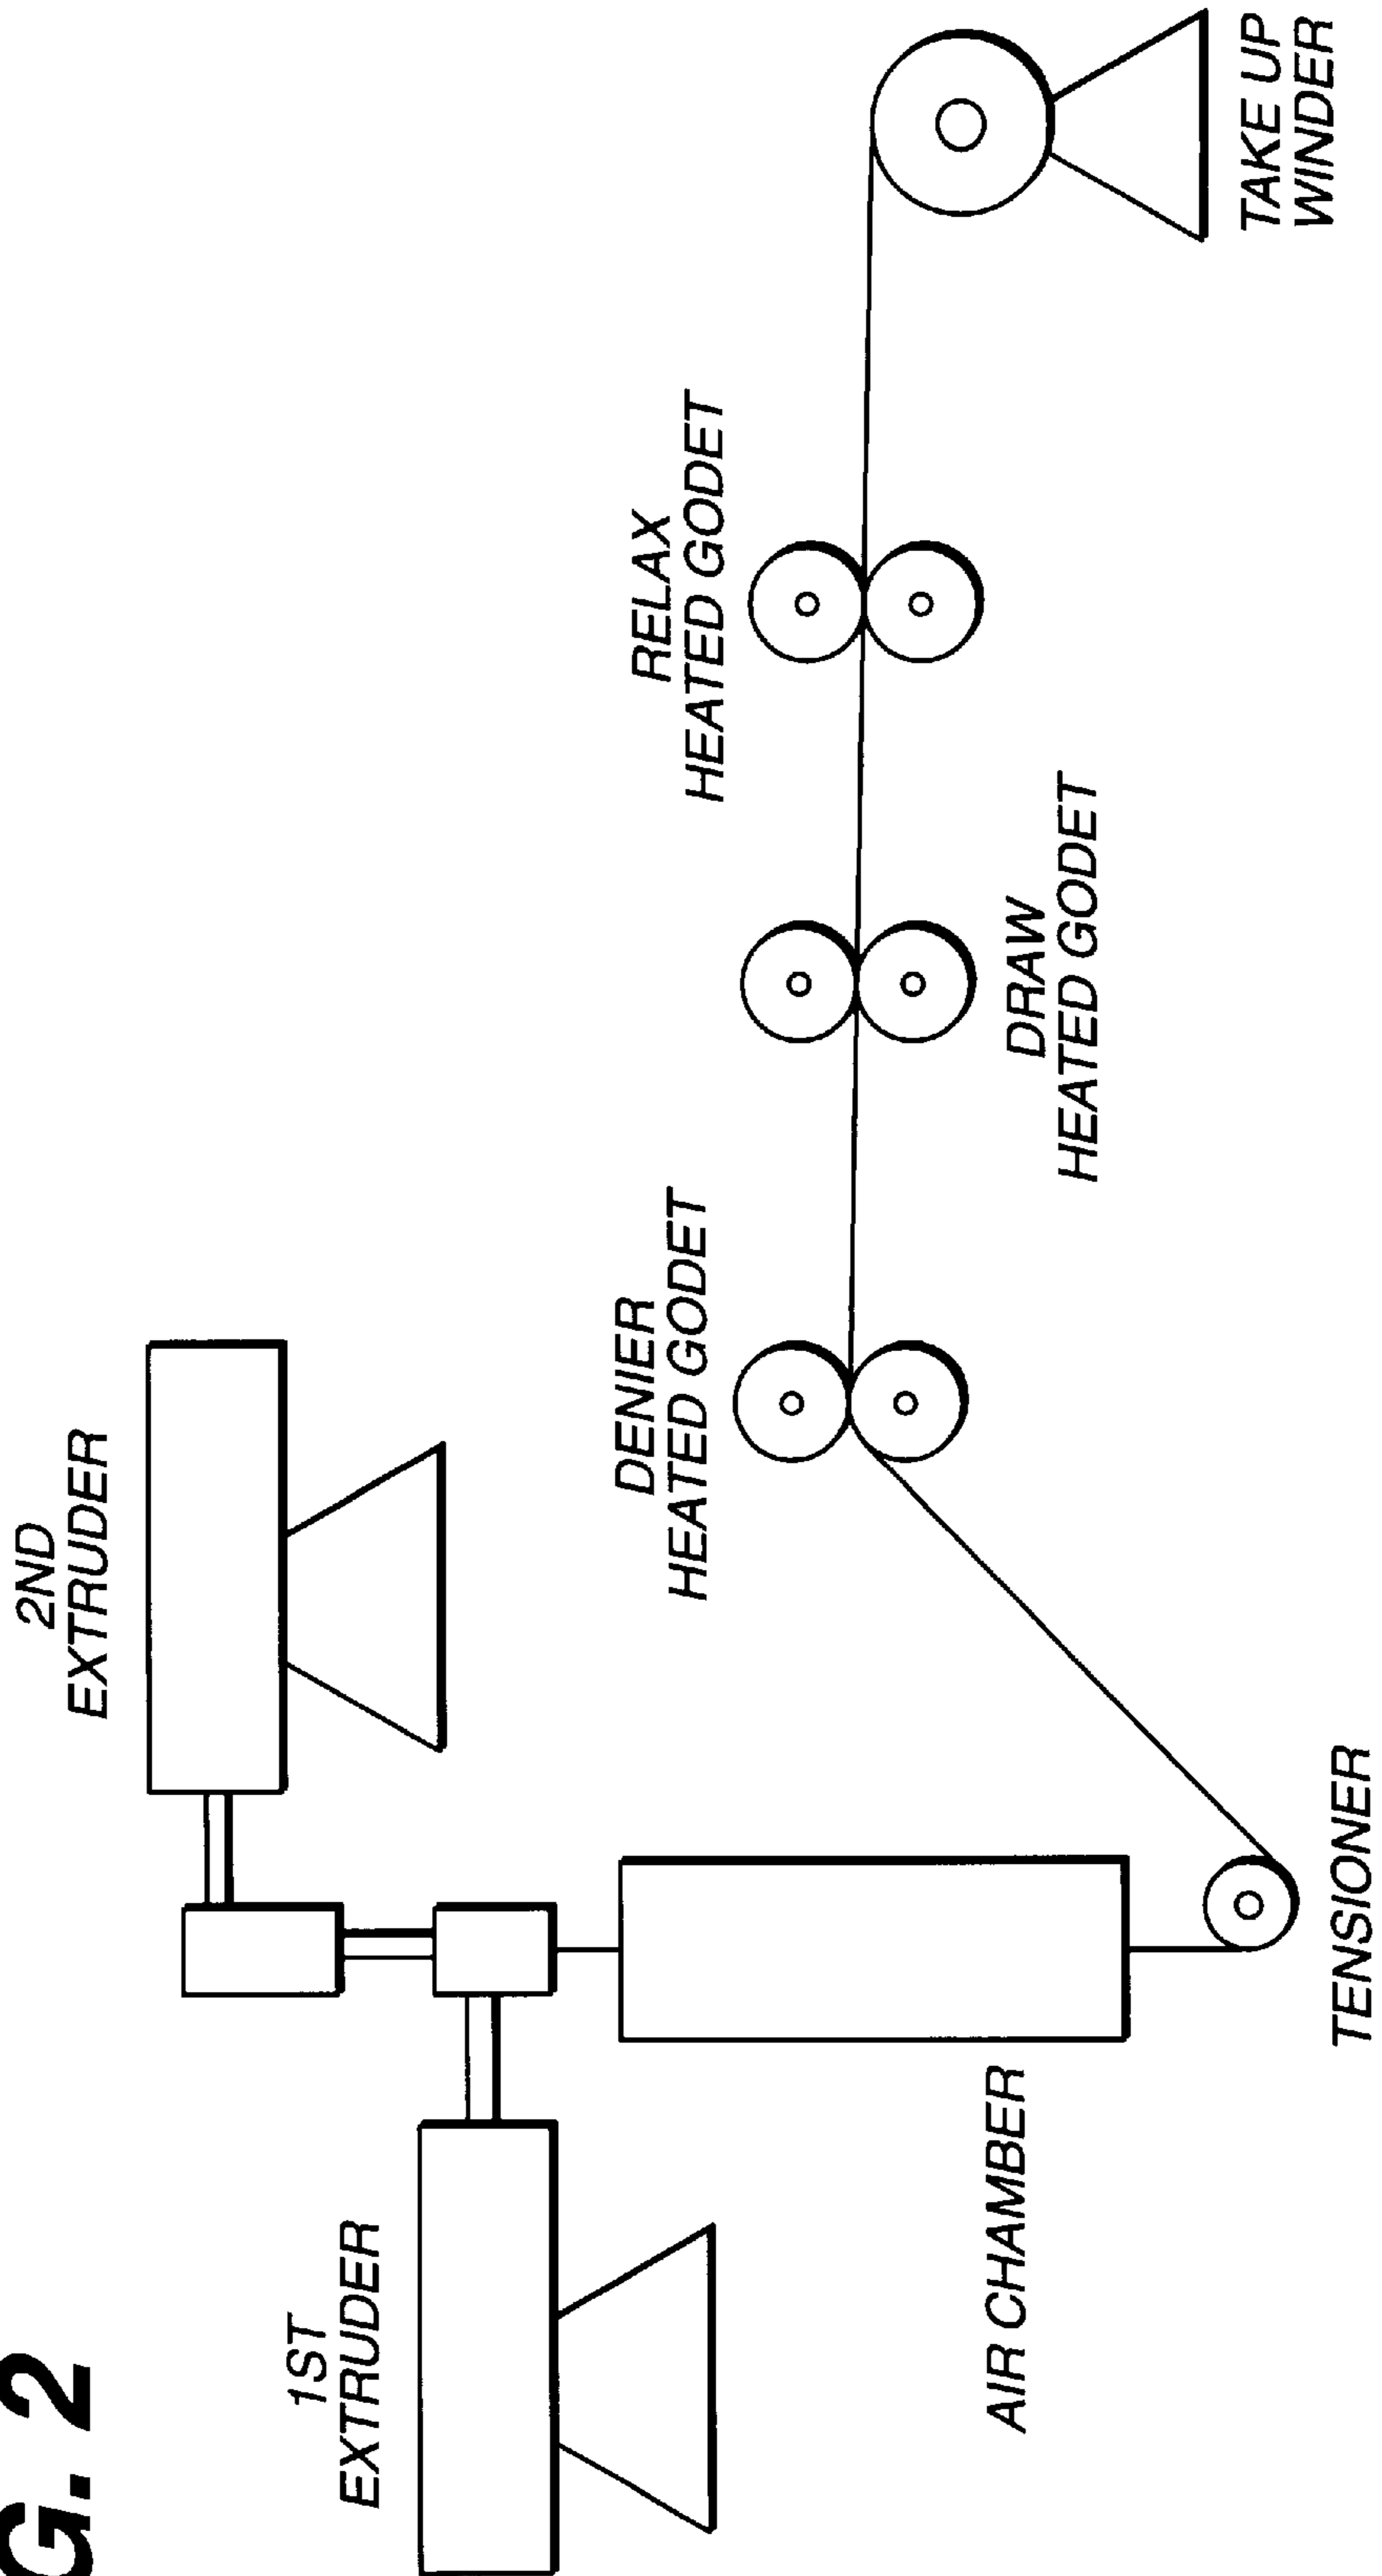 G. 2
2ND
EXTRUDER
1ST
EXTRUDER
AIR CHAMBER
TENSIONER
DENIER
HEATED GODET
DRAW
HEATED GODET
RELAX
HEATED GODET
TAKE UP
WINDER